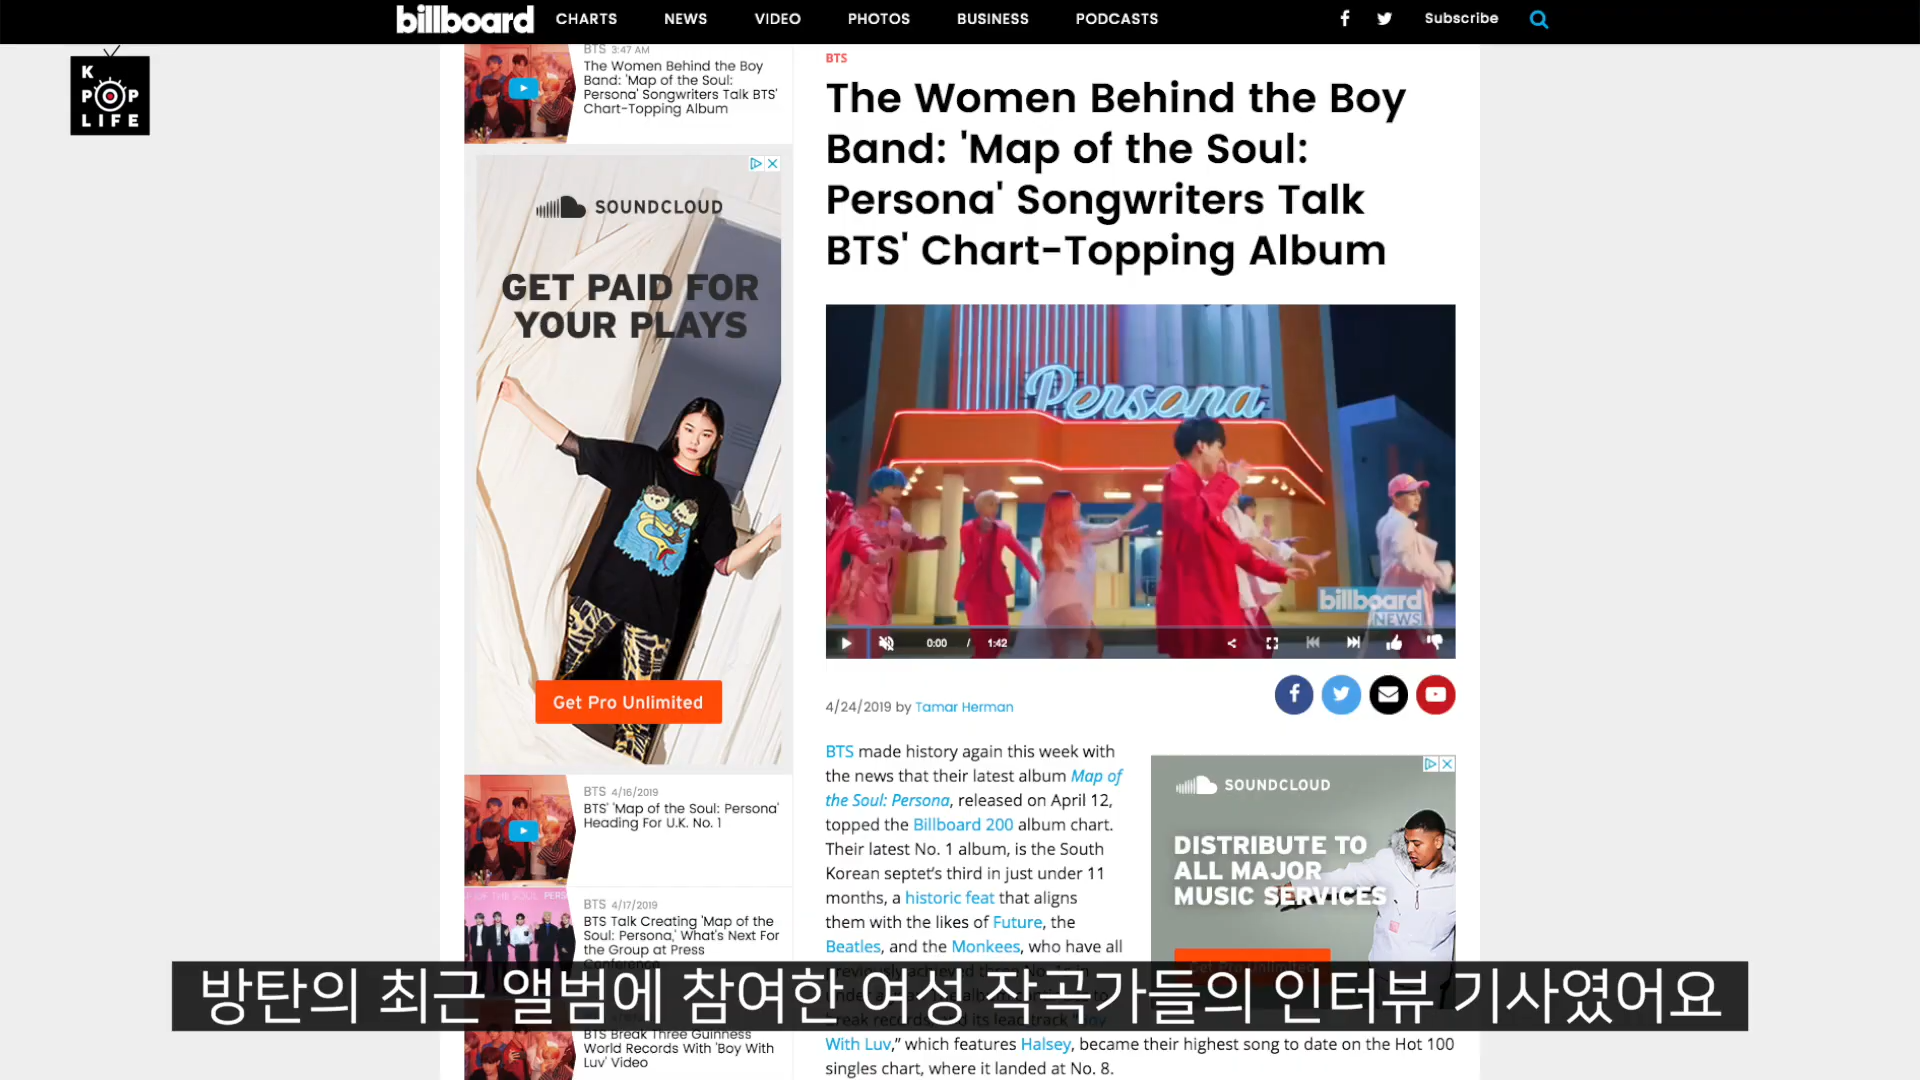 billboard
CHARTS
NEWS
VIDEO
PHOTOS
BUSINESS
PODCASTS
Subscribe
K
POP
LIFE
BTS 3:47 AM
The Women Behind the Boy
Band: 'Map of the Soul:
Persona' Songwriters Talk BTS'
Chart-Topping Album
SOUNDCLOUD
GET PAID FOR
YOUR PLAYS
Get Pro Unlimited
BTS 4/16/2019
BTS' 'Map of the Soul: Persona'
Heading For U.K. No. 1
BTS 4/17/2019
BTS Talk Creating 'Map of the
Soul: Persona,' What's Next For
the Group at Press
Conference
BTS Break Three Guinness
World Records With 'Boy With
Luv' Video
BTS
The Women Behind the Boy
Band: 'Map of the Soul:
Persona' Songwriters Talk
BTS' Chart-Topping Album
Persona
billboard
NEWS
0:00 / 1:42
4/24/2019 by Tamar Herman
BTS made history again this week with
the news that their latest album Map of
the Soul: Persona, released on April 12,
topped the Billboard 200 album chart.
Their latest No. 1 album, is the South
Korean septet's third in just under 11
months, a historic feat that aligns
them with the likes of Future, the
Beatles, and the Monkees, who have all
With Luv," which features Halsey, became their highest song to date on the Hot 100
singles chart, where it landed at No. 8.
SOUNDCLOUD
DISTRIBUTE TO
ALL MAJOR
MUSIC SERVICES
방탄의 최근 앨범에 참여한 여성 작곡가들의 인터뷰 기사였어요